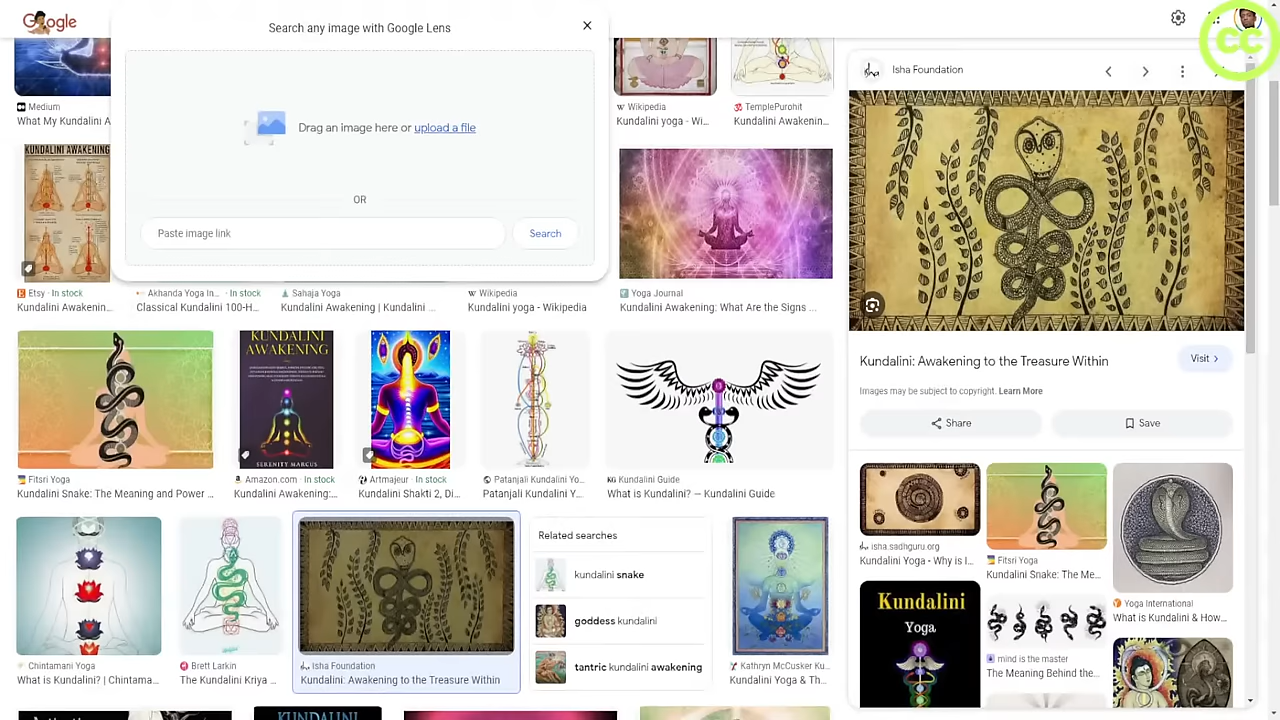 Google
Search any image with Google Lens
Drag an image here or upload a file
OR
Paste image link
Search
CC
Medium
What My Kundalini A
Wikipedia
Kundalini yoga - Wi...
TemplePurohit
Kundalini Awakenin...
KUNDALINI AWAKENING
Etsy · In stock
Kundalini Awakenin...
Akhanda Yoga In... · In stock
Classical Kundalini 100-H...
Sahaja Yoga
Kundalini Awakening | Kundalini ...
Wikipedia
Kundalini yoga - Wikipedia
Yoga Journal
Kundalini Awakening: What Are the Signs ...
Fitsri Yoga
Kundalini Snake: The Meaning and Power ...
KUNDALINI
AWAKENING
SERENITY MARCUS
Amazon.com · In stock
Kundalini Awakening:...
Artmajeur · In stock
Kundalini Shakti 2, Di...
Patanjali Kundalini Yo...
Patanjali Kundalini Y...
KG Kundalini Guide
What is Kundalini? — Kundalini Guide
Chintamani Yoga
What is Kundalini? | Chintama...
Brett Larkin
The Kundalini Kriya ...
Isha Foundation
Kundalini: Awakening to the Treasure Within
Related searches
kundalini snake
goddess kundalini
tantric kundalini awakening
Kathryn McCusker Ku...
Kundalini Yoga & Th...
KUNDALINI
Isha Foundation
Kundalini: Awakening to the Treasure Within
Visit
Images may be subject to copyright. Learn More
Share
Save
isha.sadhguru.org
Kundalini Yoga - Why is I...
Fitsri Yoga
Kundalini Snake: The Me...
Yoga International
What is Kundalini & How...
Kundalini
Yoga
mind is the master
The Meaning Behind the...